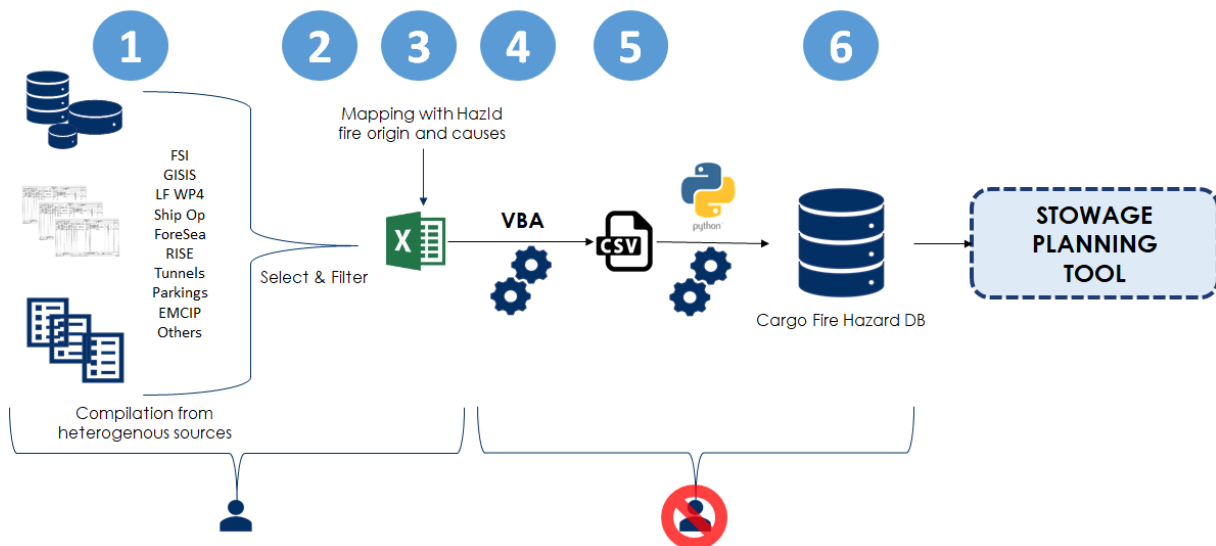 1
2
3
4
5
6
Mapping with HazId
fire origin and causes
FSI
GISIS
LF WP4
Ship Op
ForeSea
RISE
Tunnels
Parkings
EMCIP
Others
Select & Filter
X
VBA
CSV
python
Cargo Fire Hazard DB
STOWAGE
PLANNING
TOOL
Compilation from
heterogenous sources